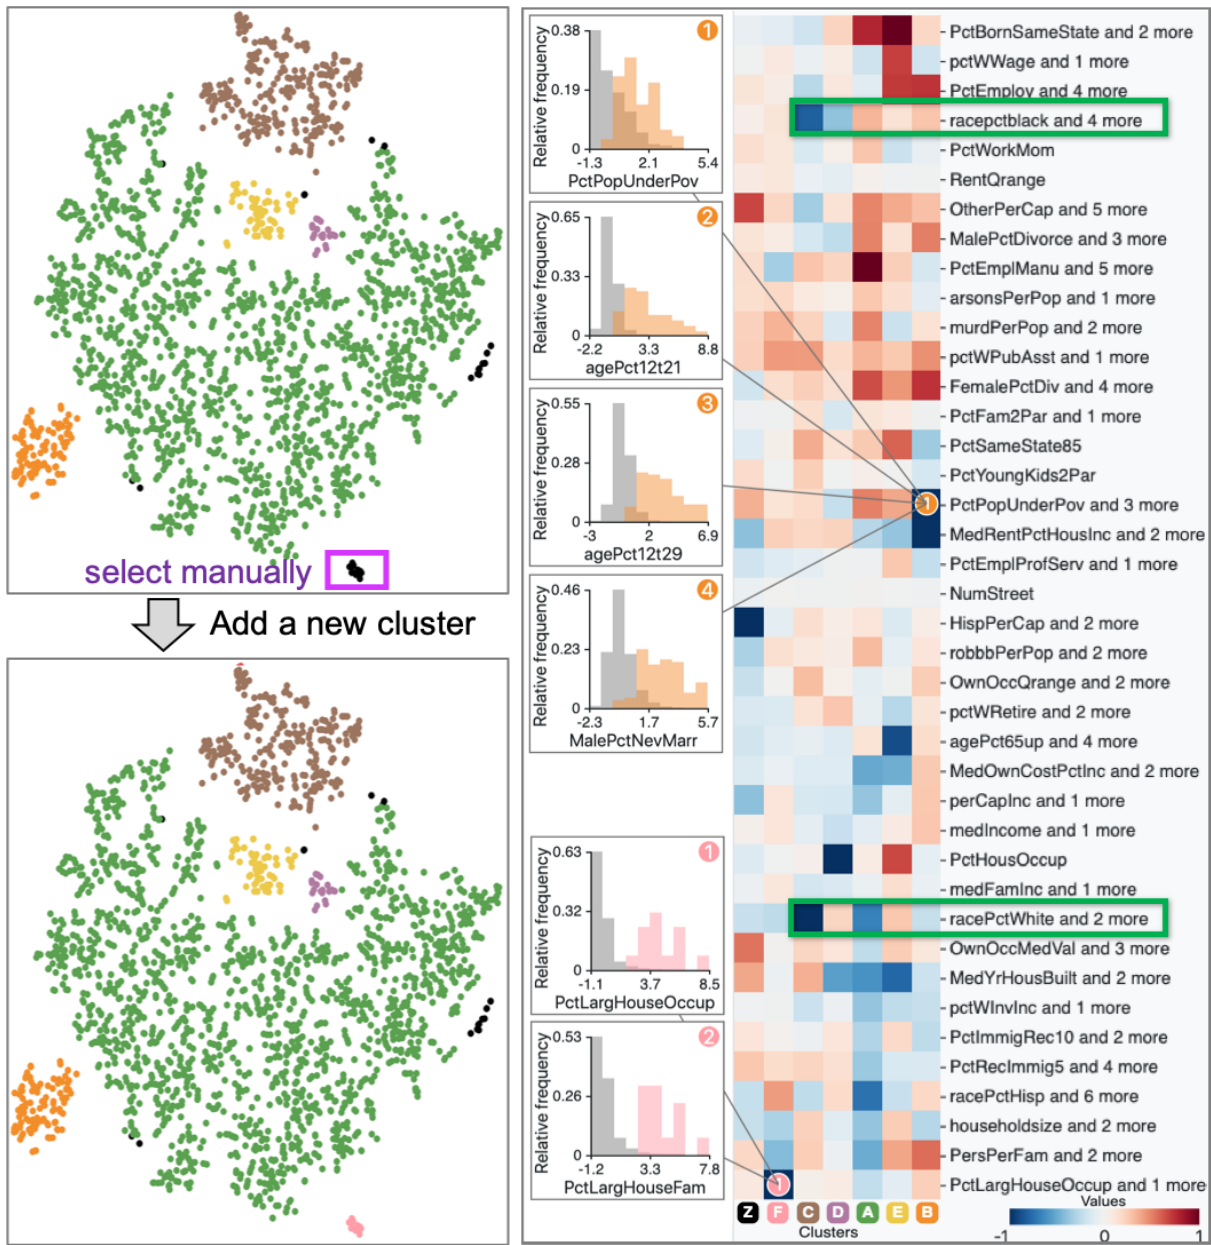 select manually
Add a new cluster
Relative frequency
0.38
0.19
0
-1.3
2.1
5.4
PctPopUnderPov
1
Relative frequency
0.65
0.33
0
-2.2
3.3
8.8
agePct12t21
2
Relative frequency
0.55
0.28
0
-3
2
6.9
agePct12t29
3
Relative frequency
0.46
0.23
0
-2.3
1.7
5.7
MalePctNevMarr
4
Relative frequency
0.63
0.32
0
-1.1
3.7
8.5
PctLargHouseOccup
1
Relative frequency
0.53
0.26
0
-1.2
3.3
7.8
PctLargHouseFam
2
PctBornSameState and 2 more
pctWWage and 1 more
PctEmploy and 4 more
racepctblack and 4 more
PctWorkMom
RentQrange
OtherPerCap and 5 more
MalePctDivorce and 3 more
PctEmplManu and 5 more
arsonsPerPop and 1 more
murdPerPop and 2 more
pctWPubAsst and 1 more
FemalePctDiv and 4 more
PctFam2Par and 1 more
PctSameState85
PctYoungKids2Par
1
PctPopUnderPov and 3 more
MedRentPctHousInc and 2 more
PctEmplProfServ and 1 more
NumStreet
HispPerCap and 2 more
robbbPerPop and 2 more
OwnOccQrange and 2 more
pctWRetire and 2 more
agePct65up and 4 more
MedOwnCostPctInc and 2 more
perCapInc and 1 more
medIncome and 1 more
PctHousOccup
medFamInc and 1 more
racePctWhite and 2 more
OwnOccMedVal and 3 more
MedYrHousBuilt and 2 more
pctWInvInc and 1 more
PctImmigRec10 and 2 more
PctRecImmig5 and 4 more
racePctHisp and 6 more
householdsize and 2 more
PersPerFam and 2 more
1
PctLargHouseOccup and 1 more
Z F C D A E B
Clusters
Values
-1 0 1